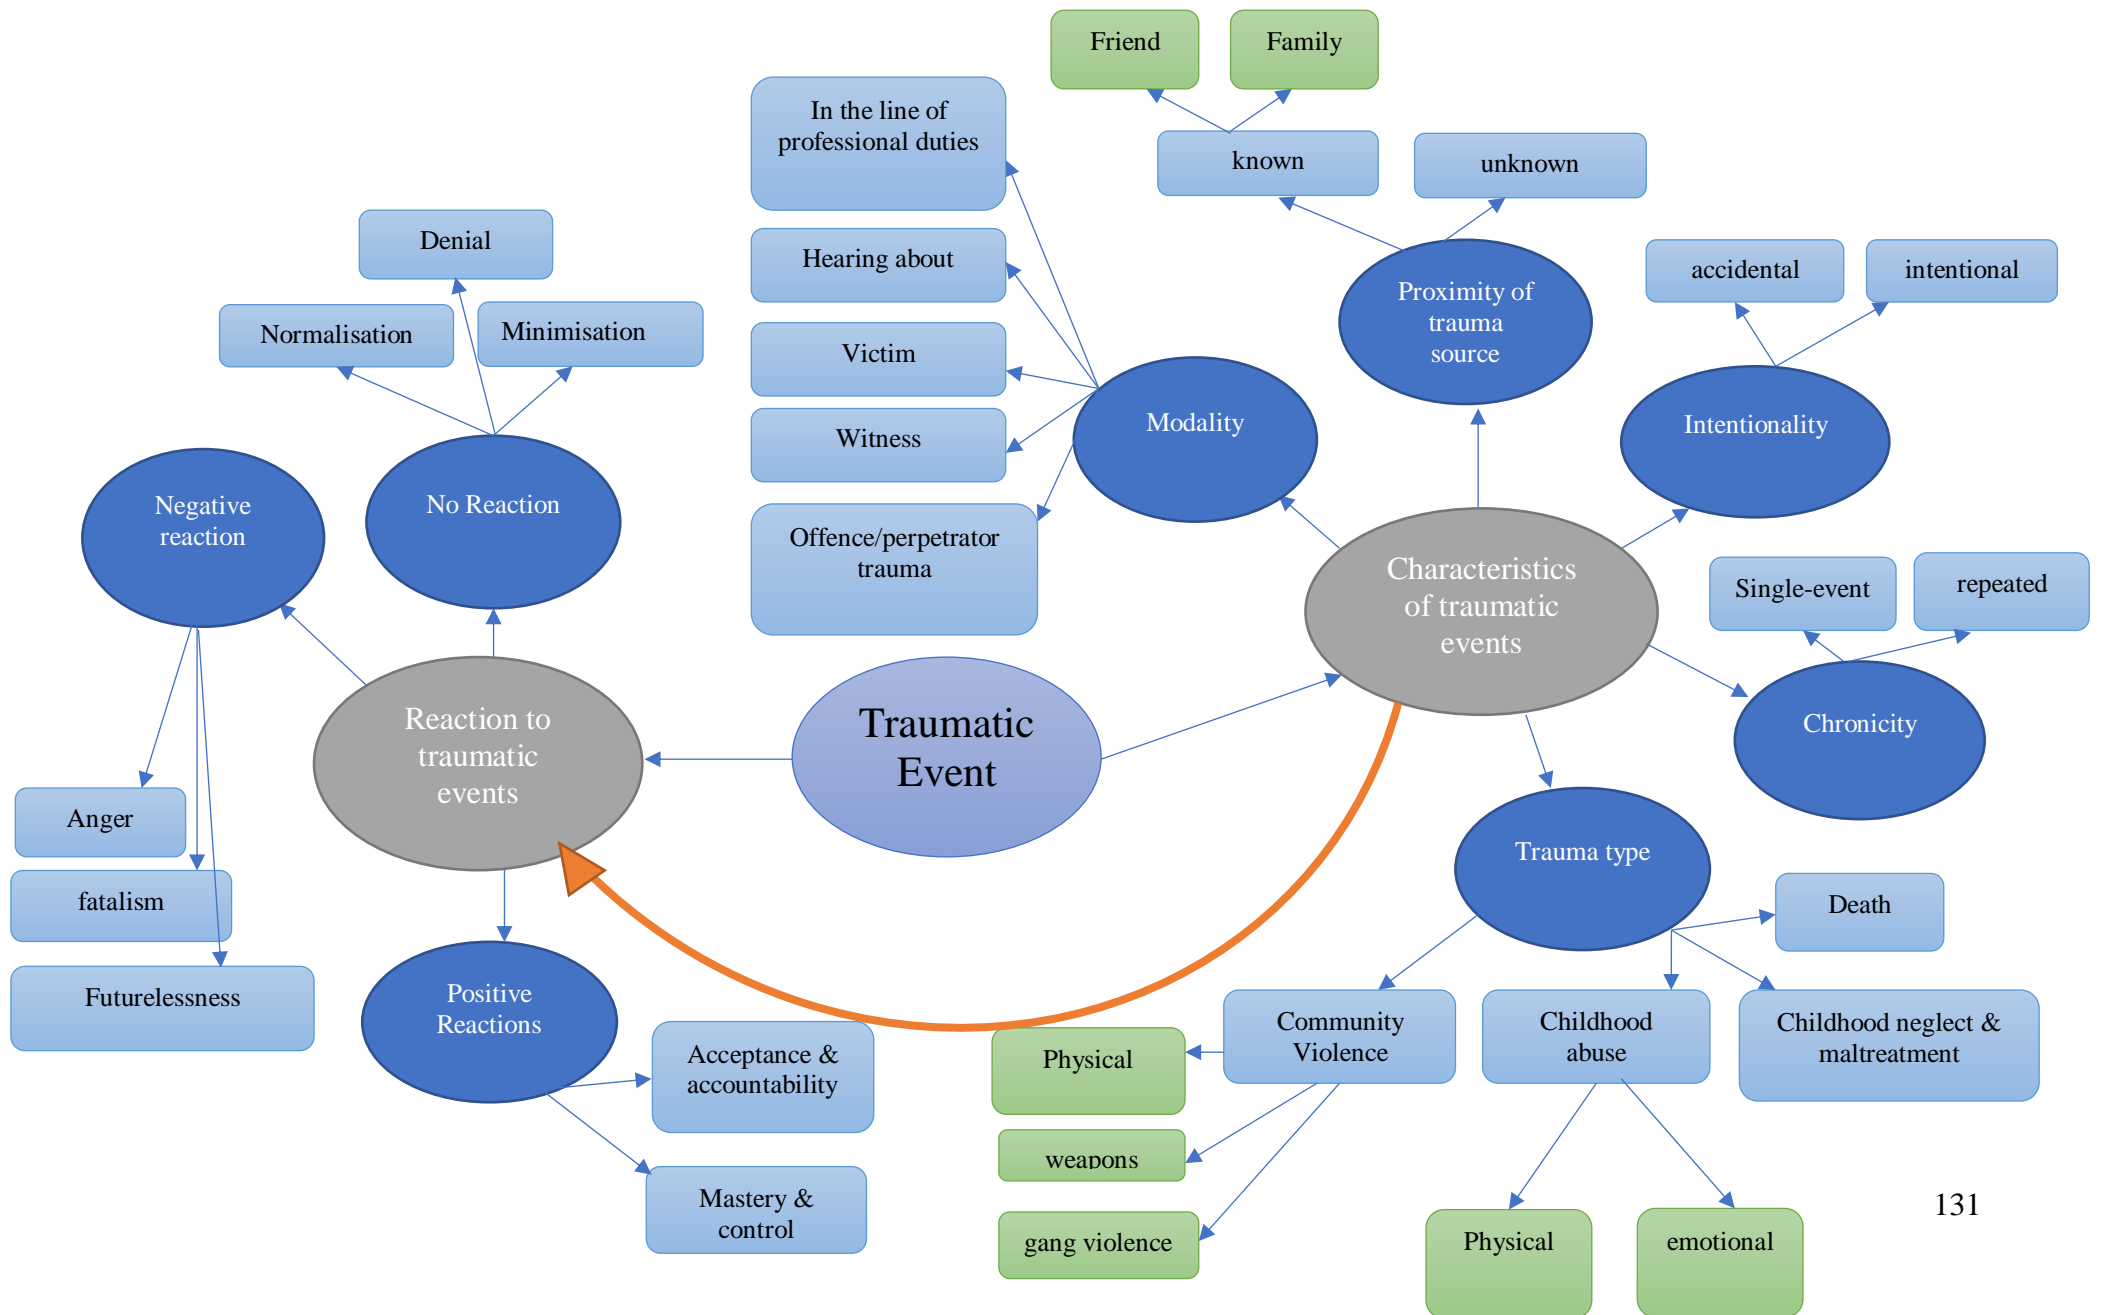 Friend
Family
In the line of
professional duties
known
unknown
Denial
Hearing about
accidental
intentional
Proximity of
trauma
source
Normalisation
Minimisation
Victim
Witness
Modality
Intentionality
Negative
reaction
No Reaction
Offence/perpetrator
trauma
Characteristics
of traumatic
events
Single-event
repeated
Reaction to
traumatic
events
Traumatic
Event
Chronicity
Anger
Trauma type
fatalism
Death
Futurelessness
Positive
Reactions
Community
Violence
Childhood
abuse
Childhood neglect &
maltreatment
Acceptance &
accountability
Physical
weapons
Mastery &
control
gang violence
Physical
emotional
131